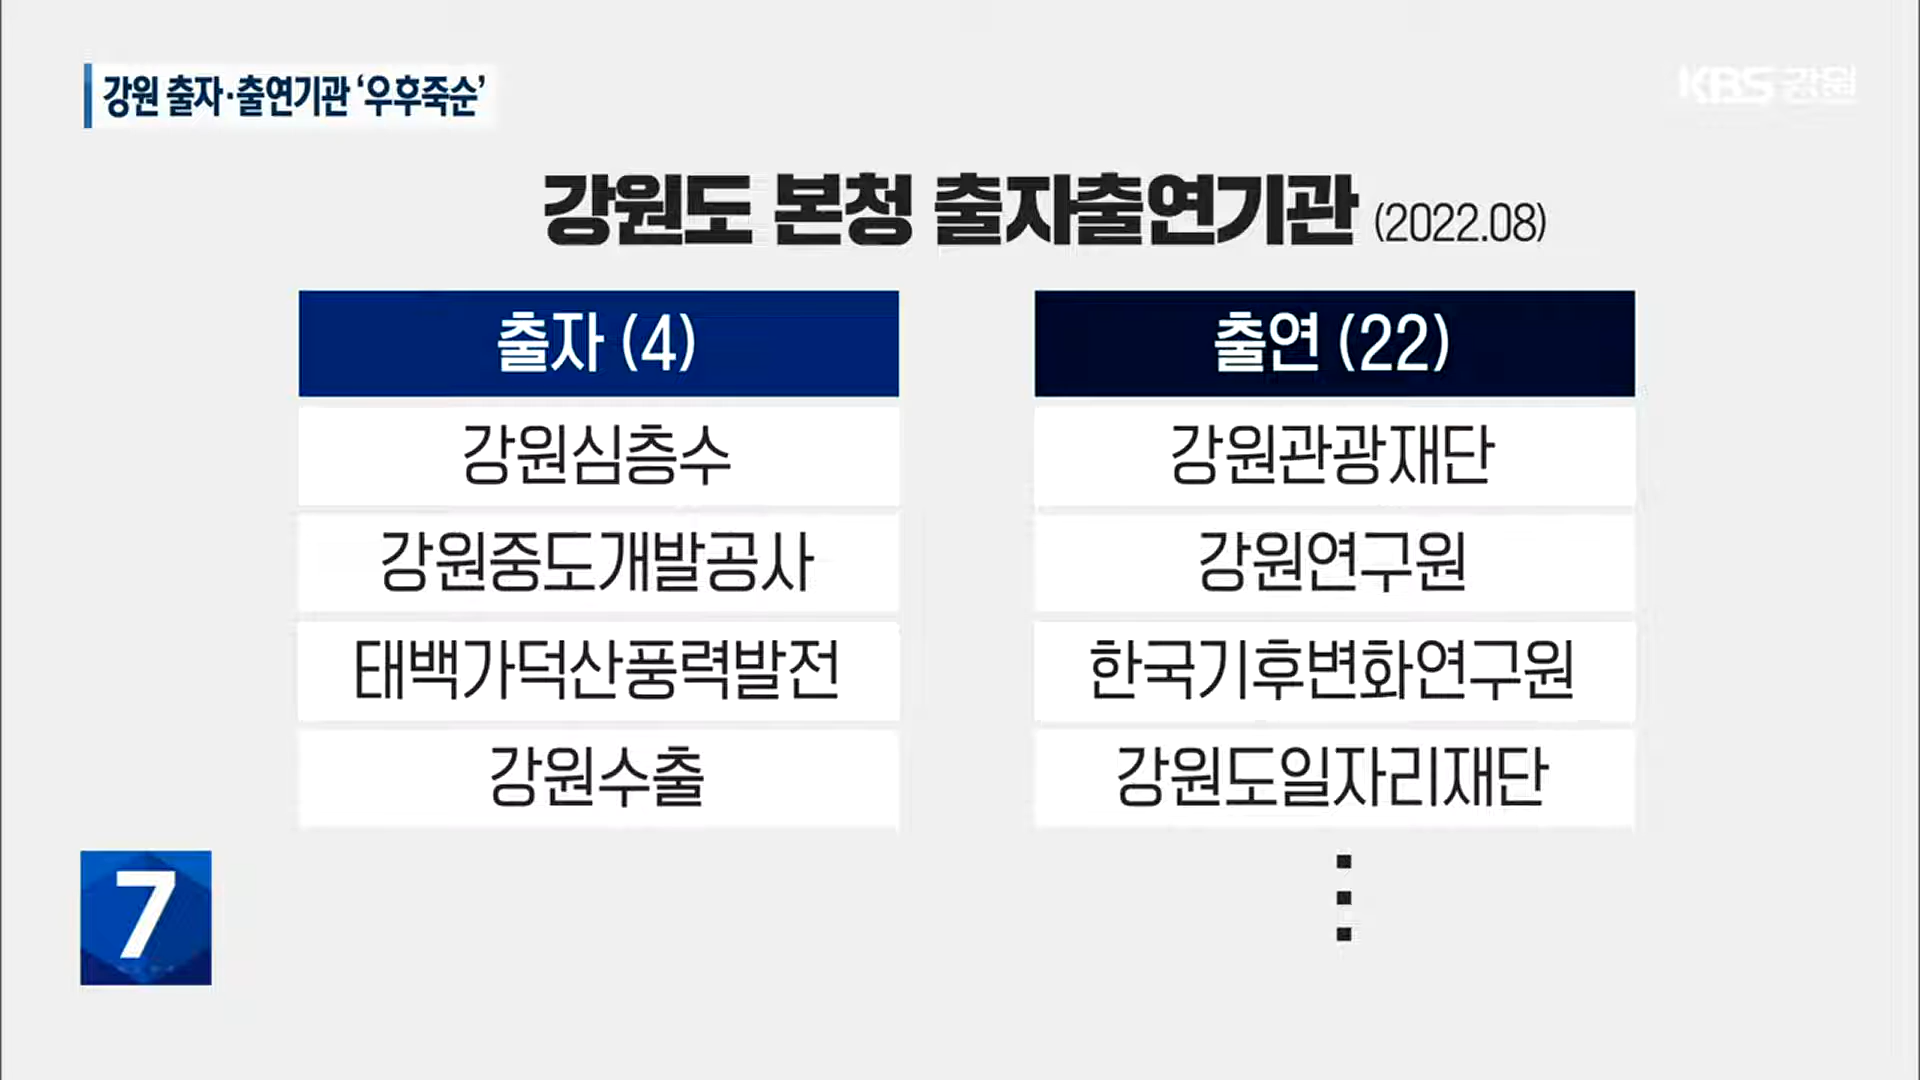 강원 출자·출연기관 ‘우후죽순’
KBS강원
강원도 본청 출자출연기관 (2022.08)
출자 (4)
강원심층수
강원중도개발공사
태백가덕산풍력발전
강원수출
출연 (22)
강원관광재단
강원연구원
한국기후변화연구원
강원도일자리재단
7